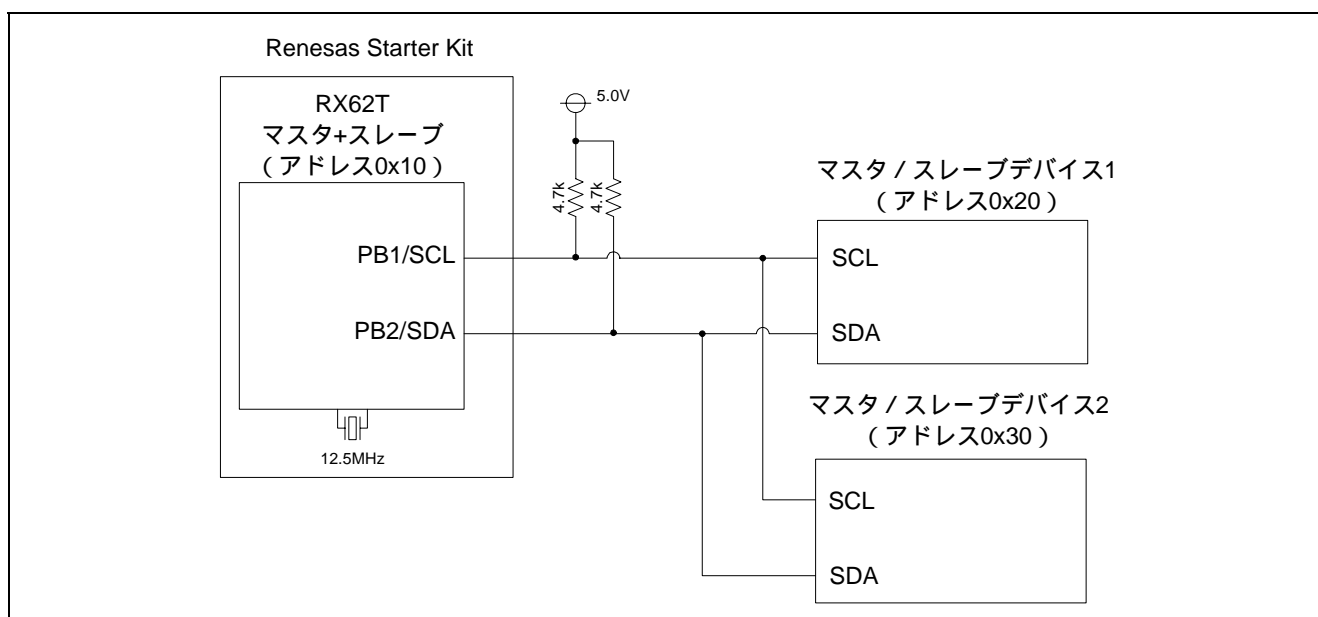 Renesas Starter Kit
RX62T
マスタ+スレーブ
（アドレス0x10）
PB1/SCL
PB2/SDA
12.5MHz
5.0V
4.7k
4.7k
マスタ / スレーブデバイス1
（アドレス0x20）
SCL
SDA
マスタ / スレーブデバイス2
（アドレス0x30）
SCL
SDA